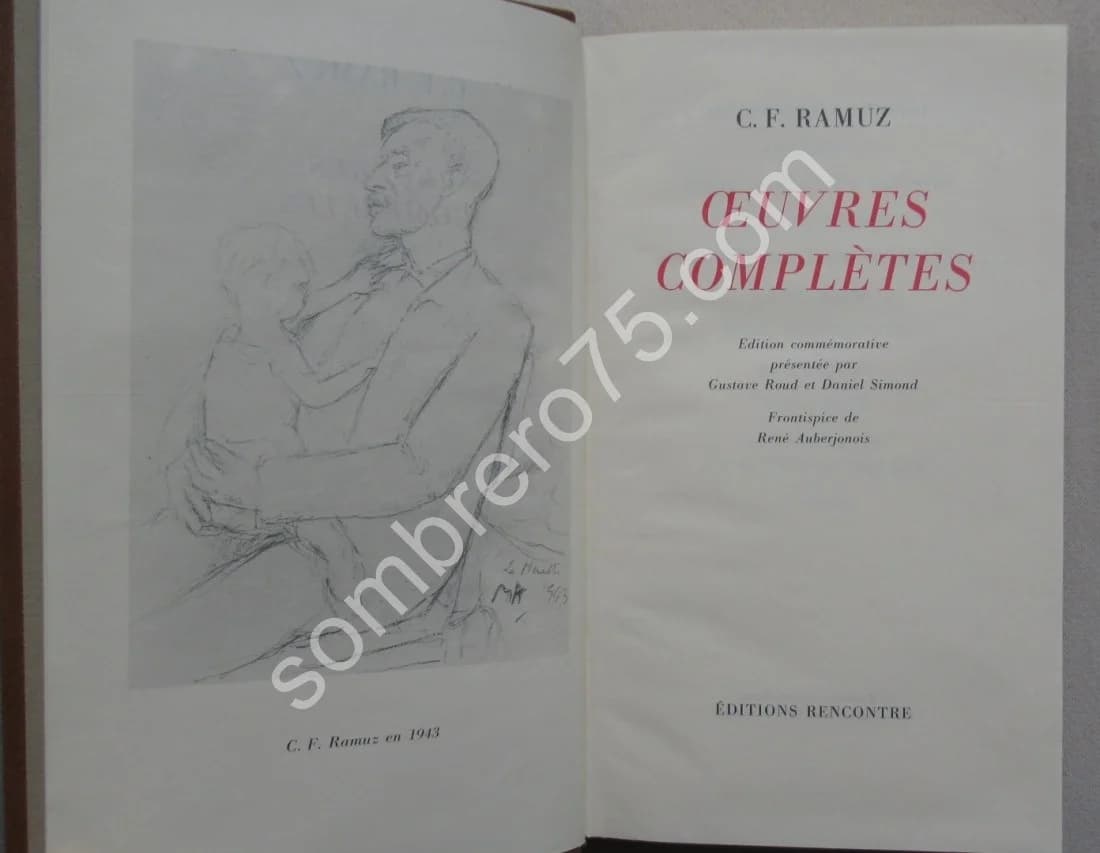 C. F. Ramuz en 1943
C. F. RAMUZ
ŒUVRES
COMPLÈTES
Edition commémorative
présentée par
Gustave Roud et Daniel Simond
Frontispice de
René Auberjonois
ÉDITIONS RENCONTRE
sombrero75.com